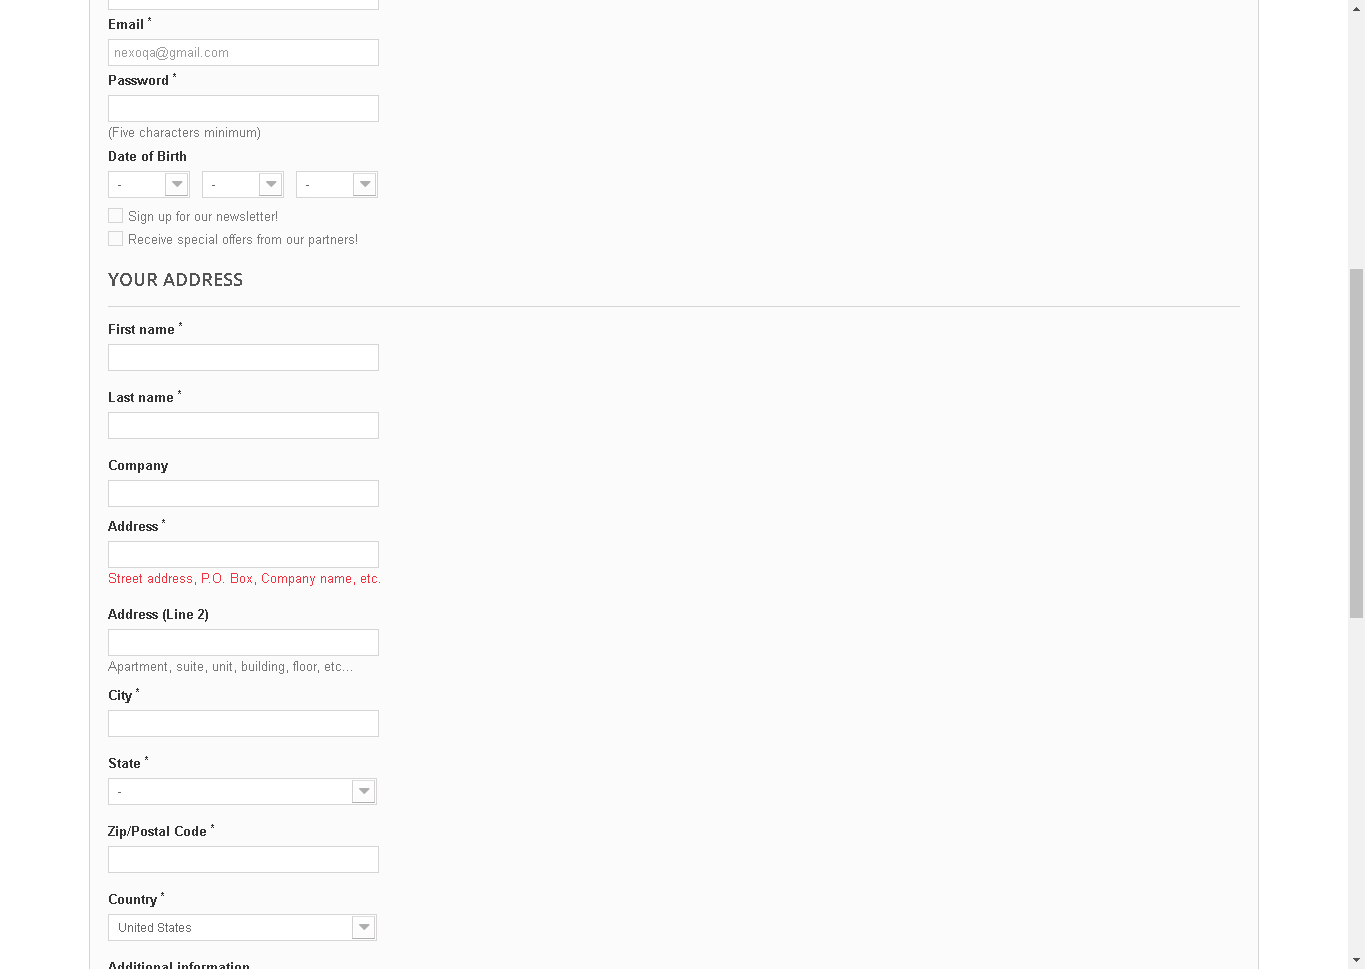 Email *
nexoqa@gmail.com
Password *
(Five characters minimum)
Date of Birth
- - -
Sign up for our newsletter!
Receive special offers from our partners!
YOUR ADDRESS
First name *
Last name *
Company
Address *
Street address, P.O. Box, Company name, etc.
Address (Line 2)
Apartment, suite, unit, building, floor, etc...
City *
State *
-
Zip/Postal Code *
Country *
United States
Additional information